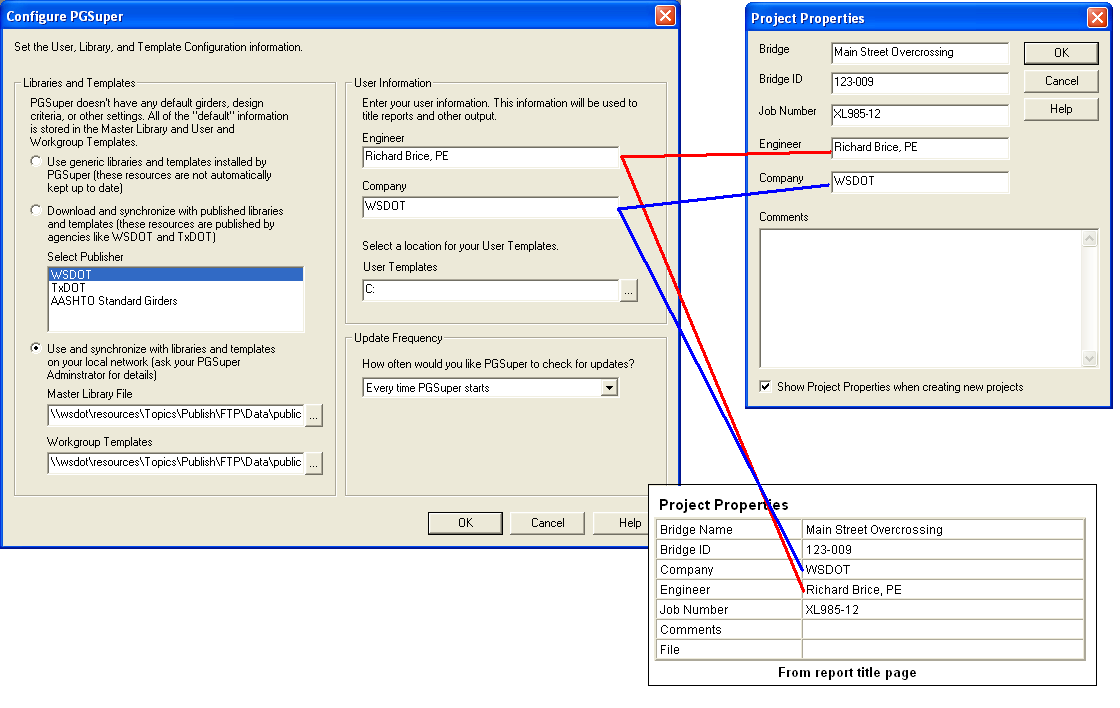 Configure PGSuper
Set the User, Library, and Template Configuration information.
Libraries and Templates
PGSuper doesn't have any default girders, design
criteria, or other settings. All of the "default" information
is stored in the Master Library and User and
Workgroup Templates.
Use generic libraries and templates installed by
PGSuper (these resources are not automatically
kept up to date)
Download and synchronize with published libraries
and templates (these resources are published by
agencies like WSDOT and TxDOT)
Select Publisher
WSDOT
TxDOT
AASHTO Standard Girders
Use and synchronize with libraries and templates
on your local network (ask your PGSuper
Adminstrator for details)
Master Library File
\\wsdot\resources\Topics\Publish\FTP\Data\public
...
Workgroup Templates
\\wsdot\resources\Topics\Publish\FTP\Data\public
...
User Information
Enter your user information. This information will be used to
title reports and other output.
Engineer
Richard Brice, PE
Company
WSDOT
Select a location for your User Templates.
User Templates
C:
...
Update Frequency
How often would you like PGSuper to check for updates?
Every time PGSuper starts
OK
Cancel
Help
Project Properties
Bridge
Main Street Overcrossing
Bridge ID
123-009
Job Number
XL985-12
Engineer
Richard Brice, PE
Company
WSDOT
Comments
Show Project Properties when creating new projects
OK
Cancel
Help
Project Properties
Bridge Name Main Street Overcrossing
Bridge ID 123-009
Company WSDOT
Engineer Richard Brice, PE
Job Number XL985-12
Comments
File
From report title page